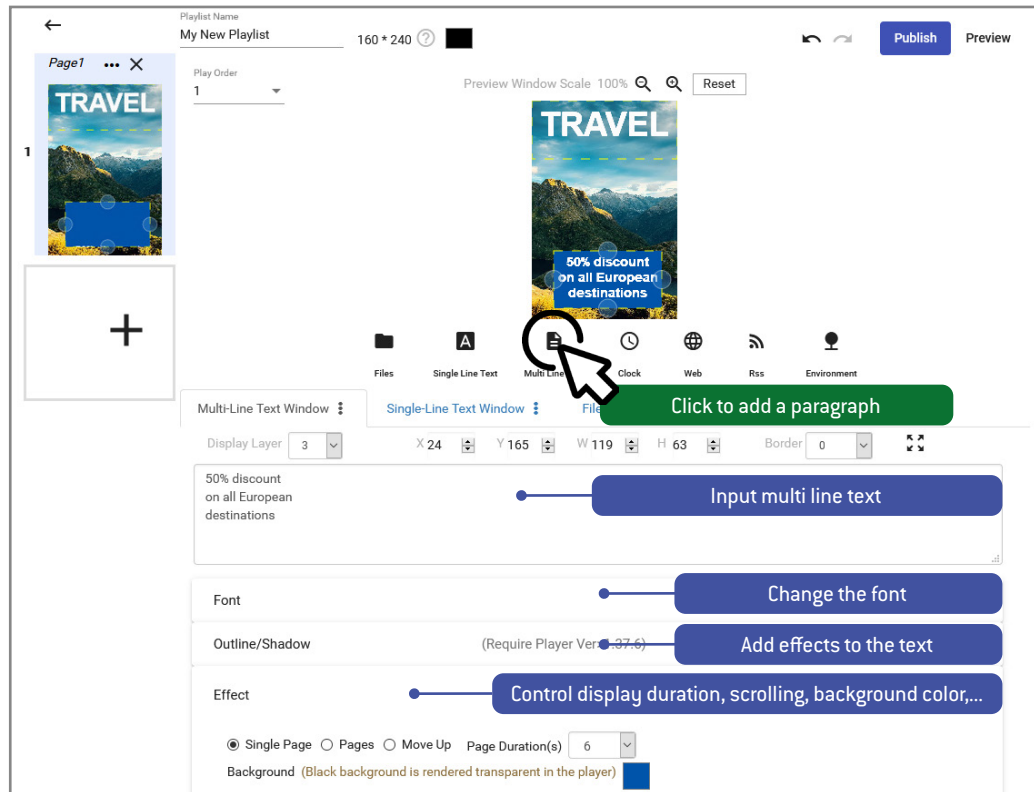 Playlist Name
My New Playlist
160 * 240
Publish
Preview
Page1
Play Order
1
Preview Window Scale 100%
Reset
TRAVEL
1
TRAVEL
50% discount
on all European
destinations
Files
Single Line Text
Multi Line
Clock
Web
Rss
Environment
Click to add a paragraph
Multi-Line Text Window
Single-Line Text Window
File
Display Layer 3
X 24
Y 165
W 119
H 63
Border 0
50% discount
on all European
destinations
Input multi line text
Font
Change the font
Outline/Shadow
(Require Player Ver>1.37.6)
Add effects to the text
Effect
Control display duration, scrolling, background color,...
Single Page
Pages
Move Up
Page Duration(s) 6
Background (Black background is rendered transparent in the player)